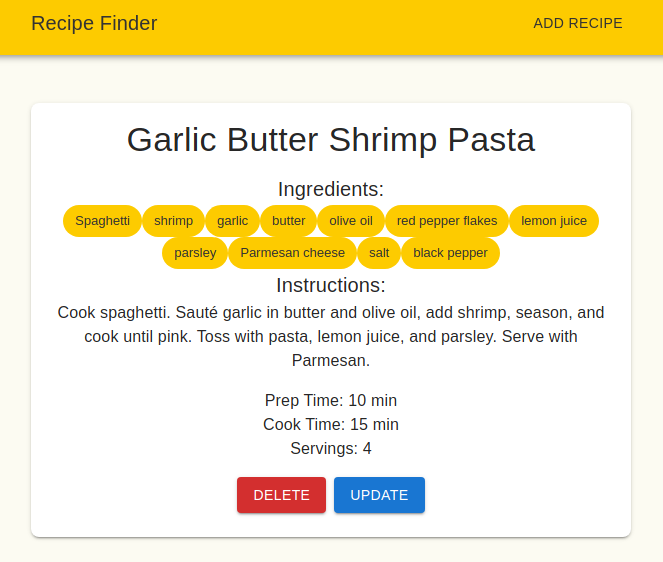 Recipe Finder
ADD RECIPE
Garlic Butter Shrimp Pasta
Ingredients:
Spaghetti shrimp garlic butter olive oil red pepper flakes lemon juice
parsley Parmesan cheese salt black pepper
Instructions:
Cook spaghetti. Sauté garlic in butter and olive oil, add shrimp, season, and
cook until pink. Toss with pasta, lemon juice, and parsley. Serve with
Parmesan.
Prep Time: 10 min
Cook Time: 15 min
Servings: 4
DELETE UPDATE